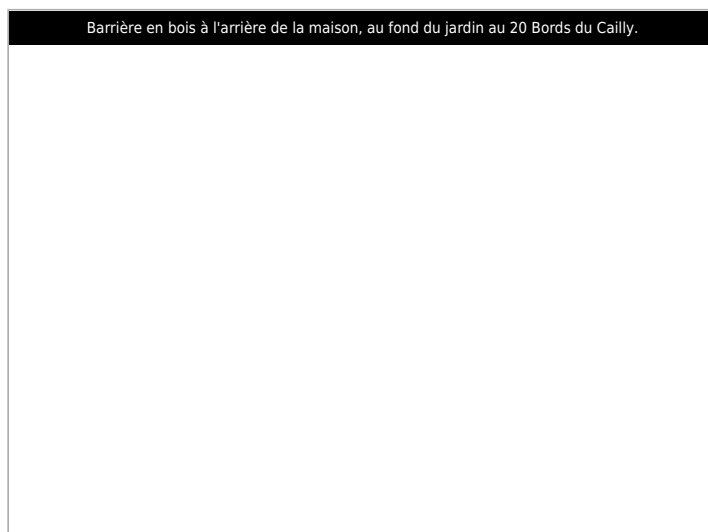 Barrière en bois à l'arrière de la maison, au fond du jardin au 20 Bords du Cailly.